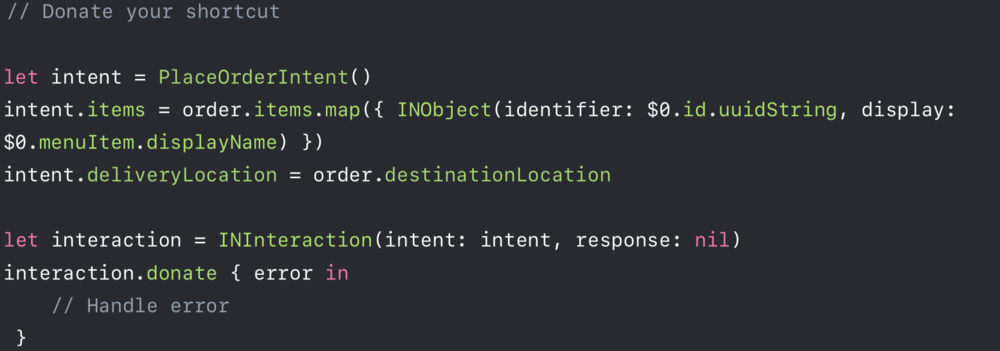 // Donate your shortcut
let intent = PlaceOrderIntent()
intent.items = order.items.map({ INObject(identifier: $0.id.uuidString, display:
$0.menuItem.displayName) })
intent.deliveryLocation = order.destinationLocation
let interaction = INInteraction(intent: intent, response: nil)
interaction.donate { error in
// Handle error
}